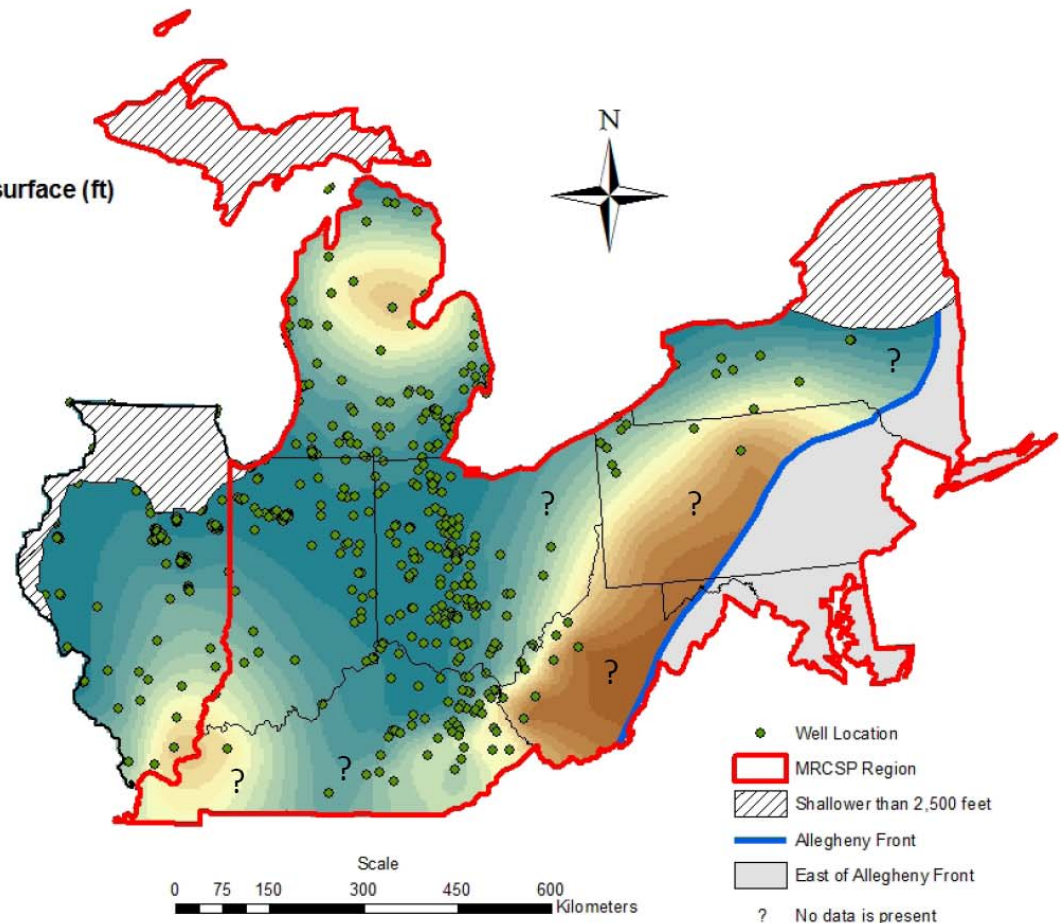 surface (ft)
N
?
?
?
?
?
?
Well Location
MRCSP Region
Shallower than 2,500 feet
Allegheny Front
East of Allegheny Front
? No data is present
Scale
0 75 150 300 450 600
Kilometers